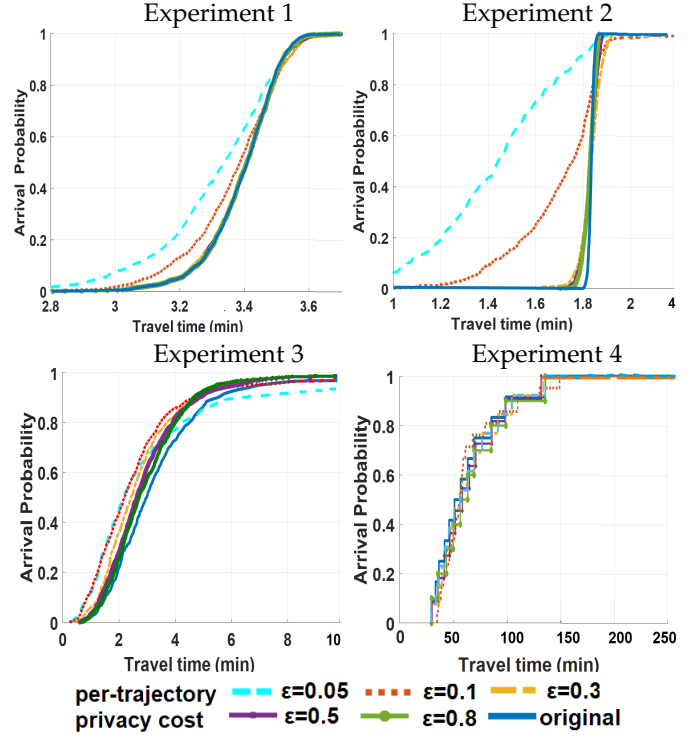 Experiment 1
Experiment 2
Arrival Probability
1
0.8
0.6
0.4
0.2
0
2.8 3 3.2 3.4 3.6
Travel time (min)
Arrival Probability
1
0.8
0.6
0.4
0.2
0
1 1.2 1.4 1.6 1.8 2 4
Travel time (min)
Experiment 3
Experiment 4
Arrival Probability
1
0.8
0.6
0.4
0.2
0
0 2 4 6 8 10
Travel time (min)
Arrival Probability
1
0.8
0.6
0.4
0.2
0
0 50 100 150 200 250
Travel time (min)
per-trajectory ε=0.05 ε=0.1 ε=0.3
privacy cost ε=0.5 ε=0.8 original